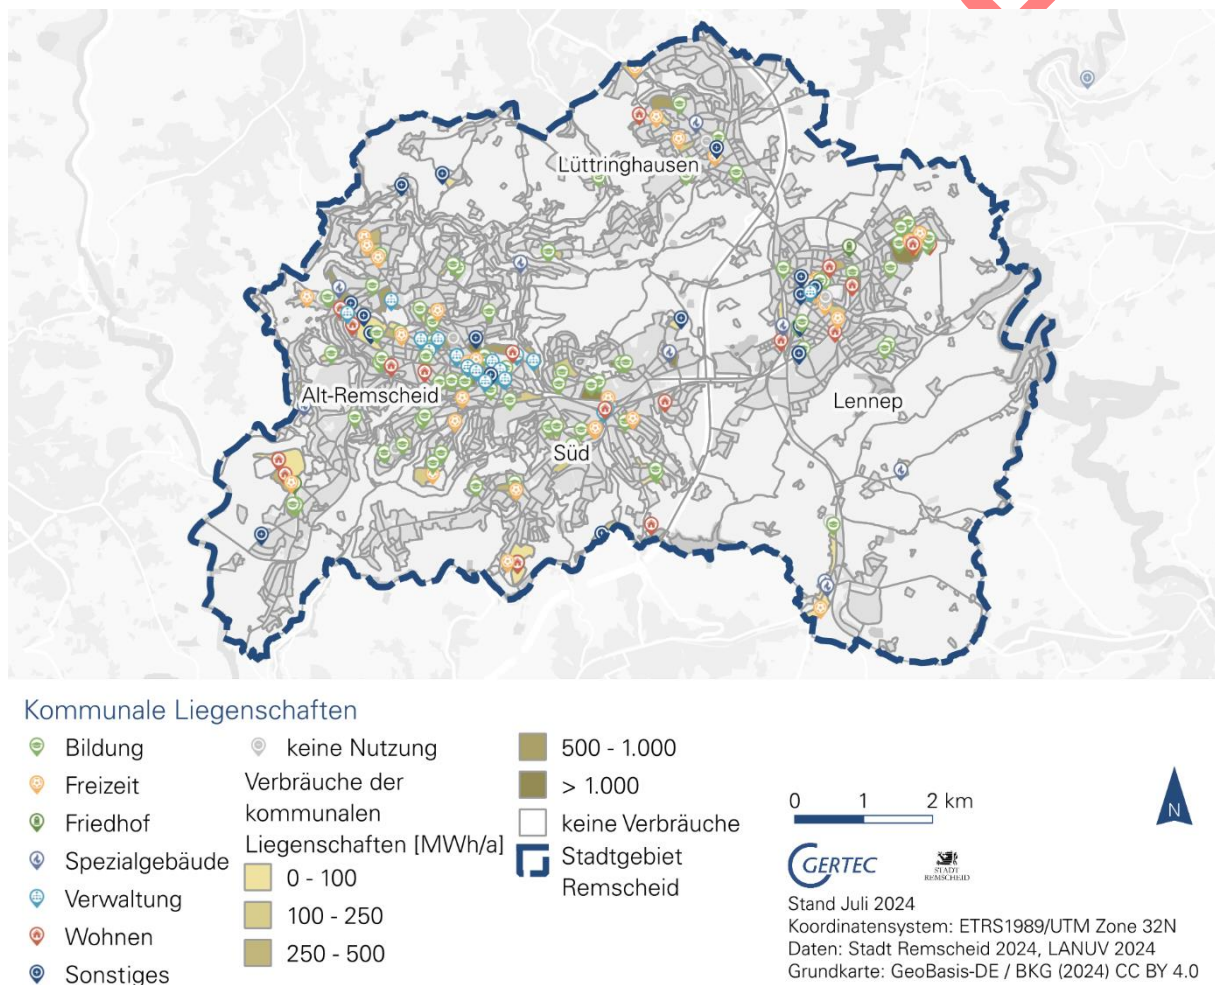 Lüttringhausen
Alt-Remscheid
Lennep
Süd
Kommunale Liegenschaften
Bildung
Freizeit
Friedhof
Spezialgebäude
Verwaltung
Wohnen
Sonstiges
keine Nutzung
Verbräuche der
kommunalen
Liegenschaften [MWh/a]
0 - 100
100 - 250
250 - 500
500 - 1.000
> 1.000
keine Verbräuche
Stadtgebiet
Remscheid
0 1 2 km
N
GERTEC
STADT
REMSCHEID
Stand Juli 2024
Koordinatensystem: ETRS1989/UTM Zone 32N
Daten: Stadt Remscheid 2024, LANUV 2024
Grundkarte: GeoBasis-DE / BKG (2024) CC BY 4.0